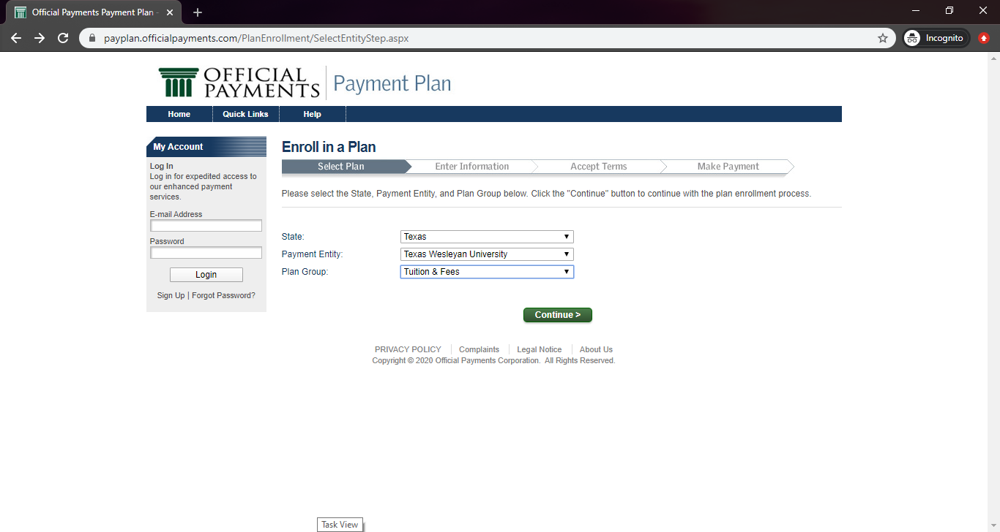 Official Payments Payment Plan -
payplan.officialpayments.com/PlanEnrollment/SelectEntityStep.aspx
Incognito
OFFICIAL
PAYMENTS
Payment Plan
Home Quick Links Help
My Account
Log In
Log in for expedited access to
our enhanced payment
services.
E-mail Address
Password
Login
Sign Up | Forgot Password?
Enroll in a Plan
Select Plan Enter Information Accept Terms Make Payment
Please select the State, Payment Entity, and Plan Group below. Click the "Continue" button to continue with the plan enrollment process.
State: Texas
Payment Entity: Texas Wesleyan University
Plan Group: Tuition & Fees
Continue >
PRIVACY POLICY Complaints Legal Notice About Us
Copyright © 2020 Official Payments Corporation. All Rights Reserved.
Task View